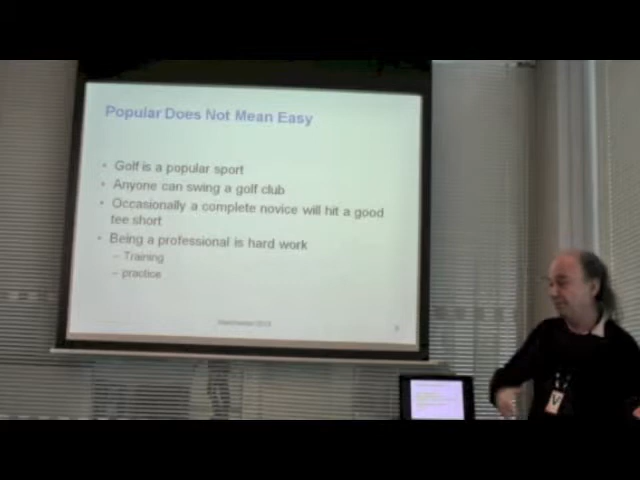 Popular Does Not Mean Easy
• Golf is a popular sport
• Anyone can swing a golf club
• Occasionally a complete novice will hit a good
tee short
• Being a professional is hard work
– Training
– practice
V